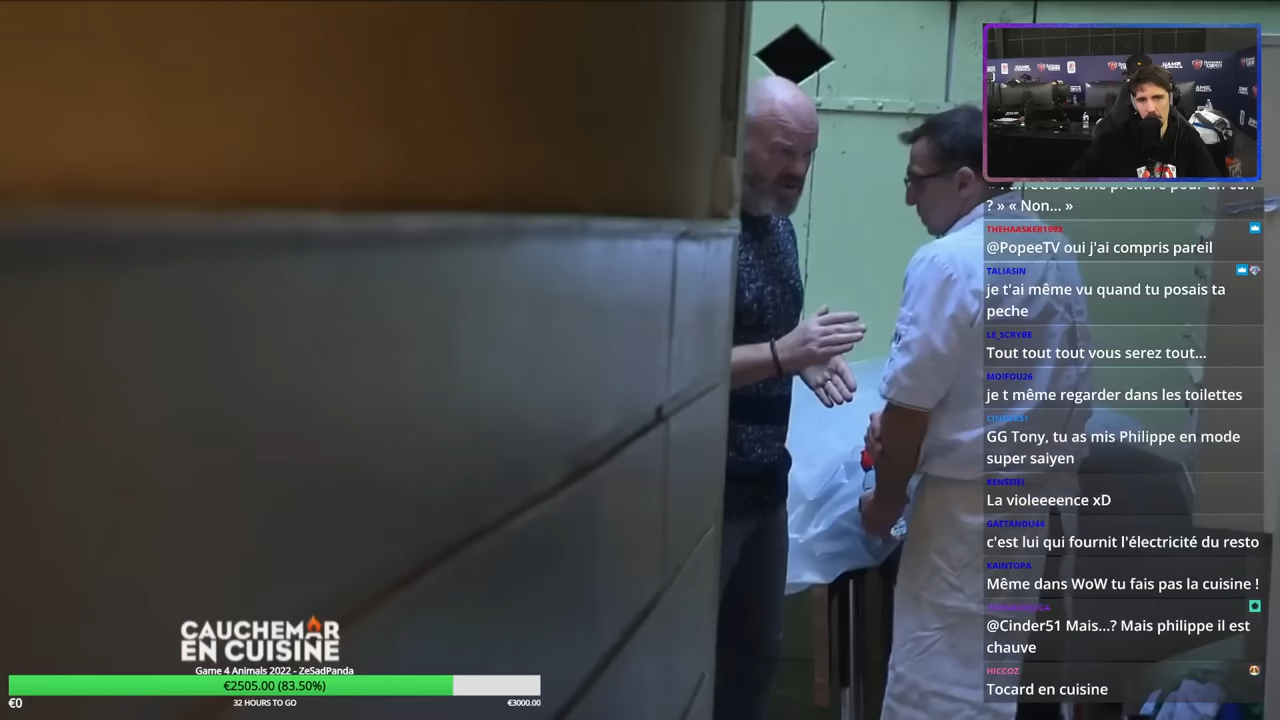 ? » « Non... »
THEHAASKER1993
@PopeeTV oui j'ai compris pareil
TALIASIN
je t'ai même vu quand tu posais ta
peche
LE_SCRYBE
Tout tout tout vous serez tout...
MOIFOU26
je t même regarder dans les toilettes
CINDER51
GG Tony, tu as mis Philippe en mode
super saiyen
KENSEIEI
La violeeeence xD
GAETANDU44
c'est lui qui fournit l'électricité du resto
KAINTOPA
Même dans WoW tu fais pas la cuisine !
@Cinder51 Mais...? Mais philippe il est
chauve
HICCOZ
Tocard en cuisine
CAUCHEMAR
EN CUISINE
Game 4 Animals 2022 - ZeSadPanda
€2505.00 (83.50%)
€0
32 HOURS TO GO
€3000.00